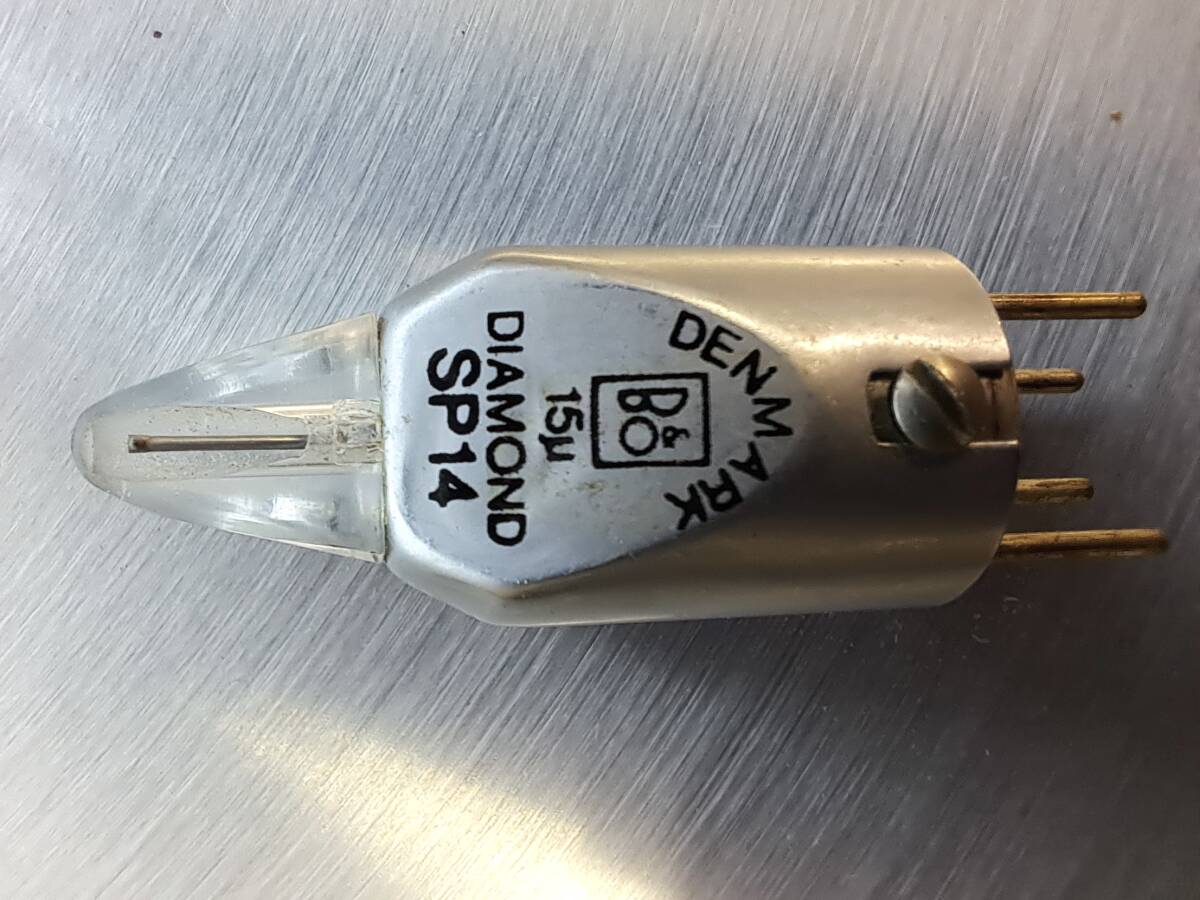 DENMARK
B&O
15µ
DIAMOND
SP14